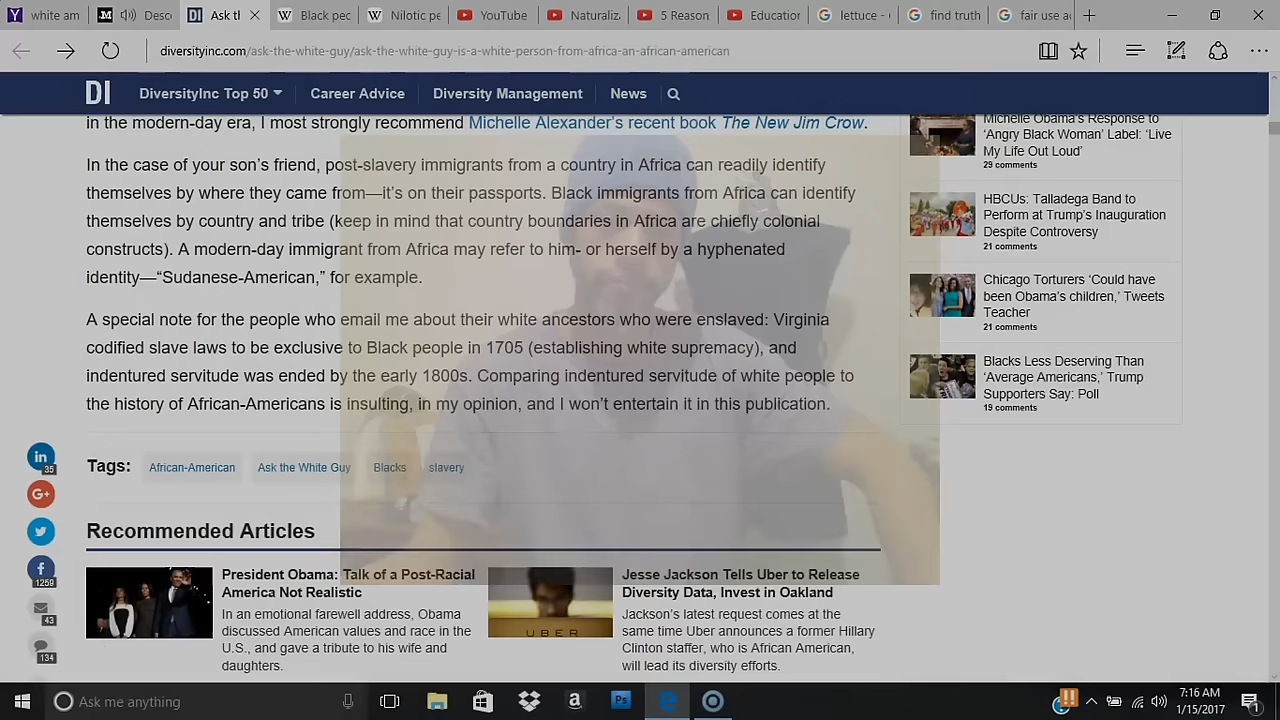 white am
Desc
Ask th
Black peo
Nilotic pe
YouTube
Naturaliz
5 Reason
Education
lettuce -
find truth
fair use ac
diversityinc.com/ask-the-white-guy/ask-the-white-guy-is-a-white-person-from-africa-an-african-american
DI
DiversityInc Top 50
Career Advice
Diversity Management
News
in the modern-day era, I most strongly recommend Michelle Alexander's recent book The New Jim Crow.
In the case of your son's friend, post-slavery immigrants from a country in Africa can readily identify
themselves by where they came from—it's on their passports. Black immigrants from Africa can identify
themselves by country and tribe (keep in mind that country boundaries in Africa are chiefly colonial
constructs). A modern-day immigrant from Africa may refer to him- or herself by a hyphenated
identity—“Sudanese-American,” for example.
A special note for the people who email me about their white ancestors who were enslaved: Virginia
codified slave laws to be exclusive to Black people in 1705 (establishing white supremacy), and
indentured servitude was ended by the early 1800s. Comparing indentured servitude of white people to
the history of African-Americans is insulting, in my opinion, and I won't entertain it in this publication.
Tags:
African-American
Ask the White Guy
Blacks
slavery
35
G+
1259
43
134
Recommended Articles
President Obama: Talk of a Post-Racial
America Not Realistic
In an emotional farewell address, Obama
discussed American values and race in the
U.S., and gave a tribute to his wife and
daughters.
UBER
Jesse Jackson Tells Uber to Release
Diversity Data, Invest in Oakland
Jackson's latest request comes at the
same time Uber announces a former Hillary
Clinton staffer, who is African American,
will lead its diversity efforts.
Michelle Obama's Response to
'Angry Black Woman' Label: 'Live
My Life Out Loud'
29 comments
HBCUs: Talladega Band to
Perform at Trump's Inauguration
Despite Controversy
21 comments
Chicago Torturers 'Could have
been Obama's children,' Tweets
Teacher
21 comments
Blacks Less Deserving Than
'Average Americans,' Trump
Supporters Say: Poll
19 comments
Ask me anything
7:16 AM
1/15/2017